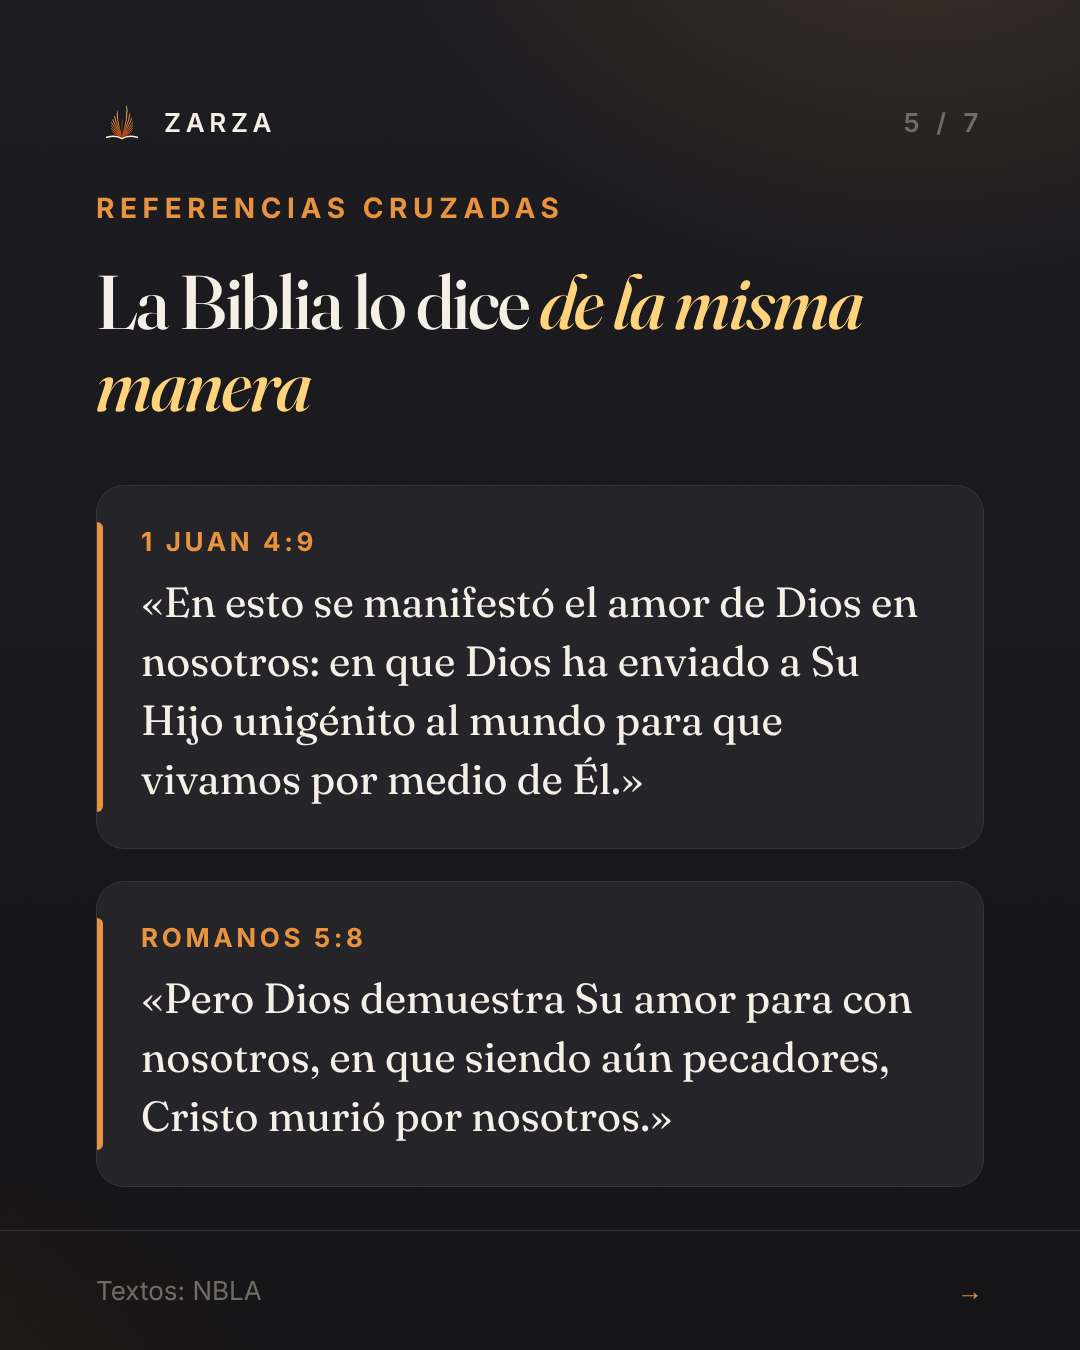 ZARZA
5 / 7
REFERENCIAS CRUZADAS
La Biblia lo dice de la misma
manera
1 JUAN 4:9
«En esto se manifestó el amor de Dios en
nosotros: en que Dios ha enviado a Su
Hijo unigénito al mundo para que
vivamos por medio de Él.»
ROMANOS 5:8
«Pero Dios demuestra Su amor para con
nosotros, en que siendo aún pecadores,
Cristo murió por nosotros.»
Textos: NBLA
→